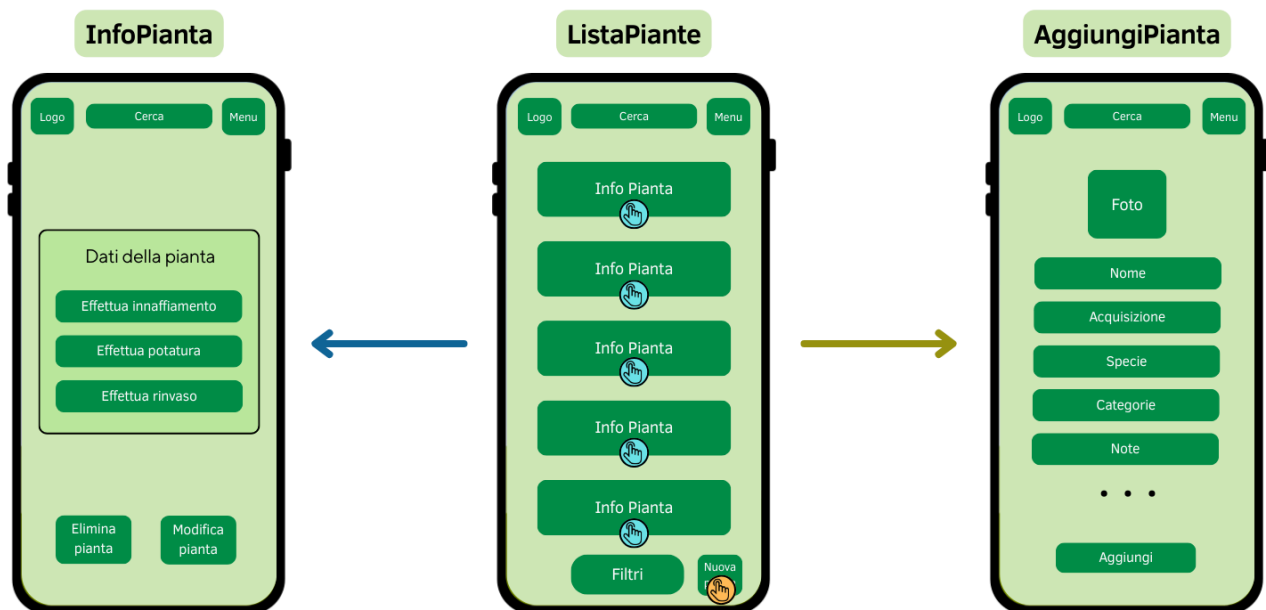 InfoPianta
Logo
Cerca
Menu
Dati della pianta
Effettua innaffiamento
Effettua potatura
Effettua rinvaso
Elimina
pianta
Modifica
pianta
ListaPiante
Logo
Cerca
Menu
Info Pianta
Info Pianta
Info Pianta
Info Pianta
Info Pianta
Filtri
Nuova
AggiungiPianta
Logo
Cerca
Menu
Foto
Nome
Acquisizione
Specie
Categorie
Note
• • •
Aggiungi